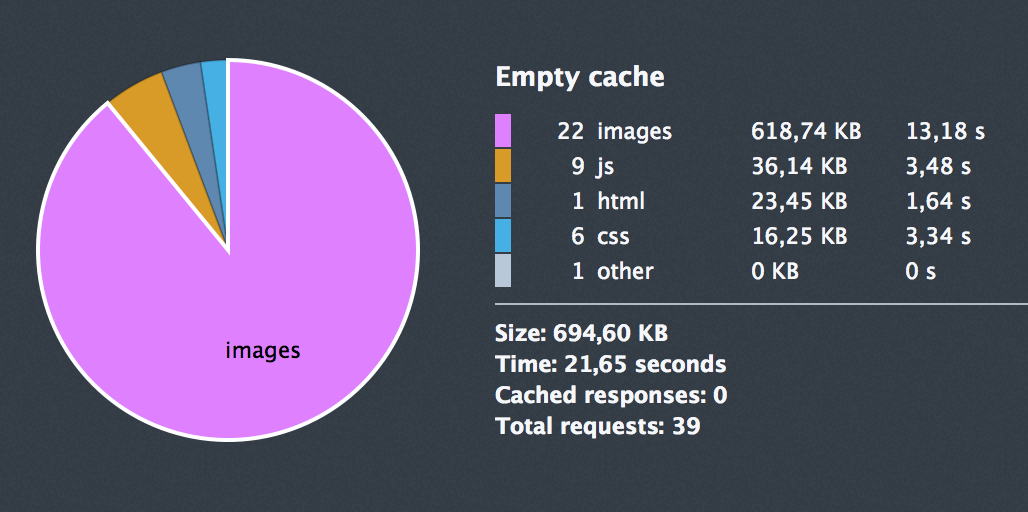 Empty cache
22 images 618,74 KB 13,18 s
9 js 36,14 KB 3,48 s
1 html 23,45 KB 1,64 s
6 css 16,25 KB 3,34 s
1 other 0 KB 0 s
images
Size: 694,60 KB
Time: 21,65 seconds
Cached responses: 0
Total requests: 39